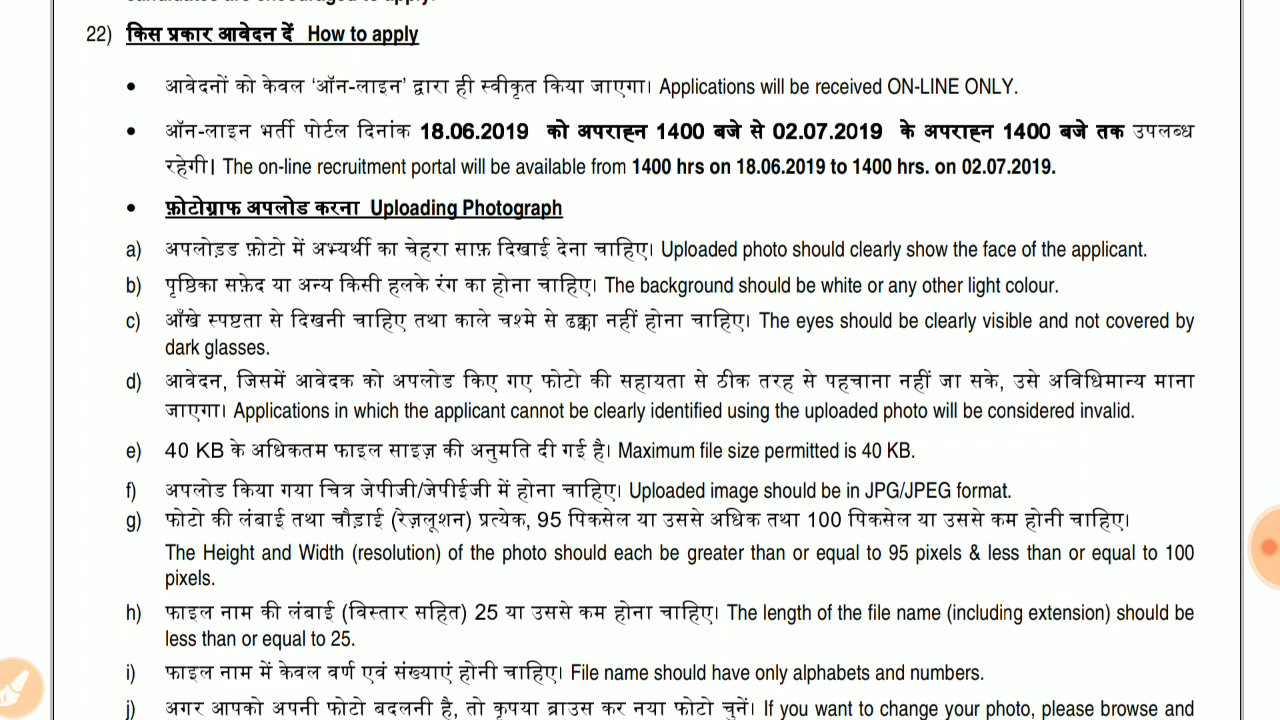 candidates are encouraged to apply.
22) किस प्रकार आवेदन दें How to apply
• आवेदनों को केवल ‘ऑन-लाइन’ द्वारा ही स्वीकृत किया जाएगा। Applications will be received ON-LINE ONLY.
• ऑन-लाइन भर्ती पोर्टल दिनांक 18.06.2019 को अपराह्न 1400 बजे से 02.07.2019 के अपराह्न 1400 बजे तक उपलब्ध
रहेगी। The on-line recruitment portal will be available from 1400 hrs on 18.06.2019 to 1400 hrs. on 02.07.2019.
• फ़ोटोग्राफ अपलोड करना Uploading Photograph
a) अपलोड़ड फ़ोटो में अभ्यर्थी का चेहरा साफ़ दिखाई देना चाहिए। Uploaded photo should clearly show the face of the applicant.
b) पृष्ठिका सफ़ेद या अन्य किसी हलके रंग का होना चाहिए। The background should be white or any other light colour.
c) आँखे स्पष्टता से दिखनी चाहिए तथा काले चश्मे से ढक्का नहीं होना चाहिए। The eyes should be clearly visible and not covered by
dark glasses.
d) आवेदन, जिसमें आवेदक को अपलोड किए गए फोटो की सहायता से ठीक तरह से पहचाना नहीं जा सके, उसे अविधिमान्य माना
जाएगा। Applications in which the applicant cannot be clearly identified using the uploaded photo will be considered invalid.
e) 40 KB के अधिकतम फाइल साइज़ की अनुमति दी गई है। Maximum file size permitted is 40 KB.
f) अपलोड किया गया चित्र जेपीजी/जेपीईजी में होना चाहिए। Uploaded image should be in JPG/JPEG format.
g) फोटो की लंबाई तथा चौड़ाई (रेज़लूशन) प्रत्येक, 95 पिकसेल या उससे अधिक तथा 100 पिकसेल या उससे कम होनी चाहिए।
The Height and Width (resolution) of the photo should each be greater than or equal to 95 pixels & less than or equal to 100
pixels.
h) फाइल नाम की लंबाई (विस्तार सहित) 25 या उससे कम होना चाहिए। The length of the file name (including extension) should be
less than or equal to 25.
i) फाइल नाम में केवल वर्ण एवं संख्याएं होनी चाहिए। File name should have only alphabets and numbers.
j) अगर आपको अपनी फोटो बदलनी है, तो कृपया ब्राउस कर नया फोटो चुनें। If you want to change your photo, please browse and